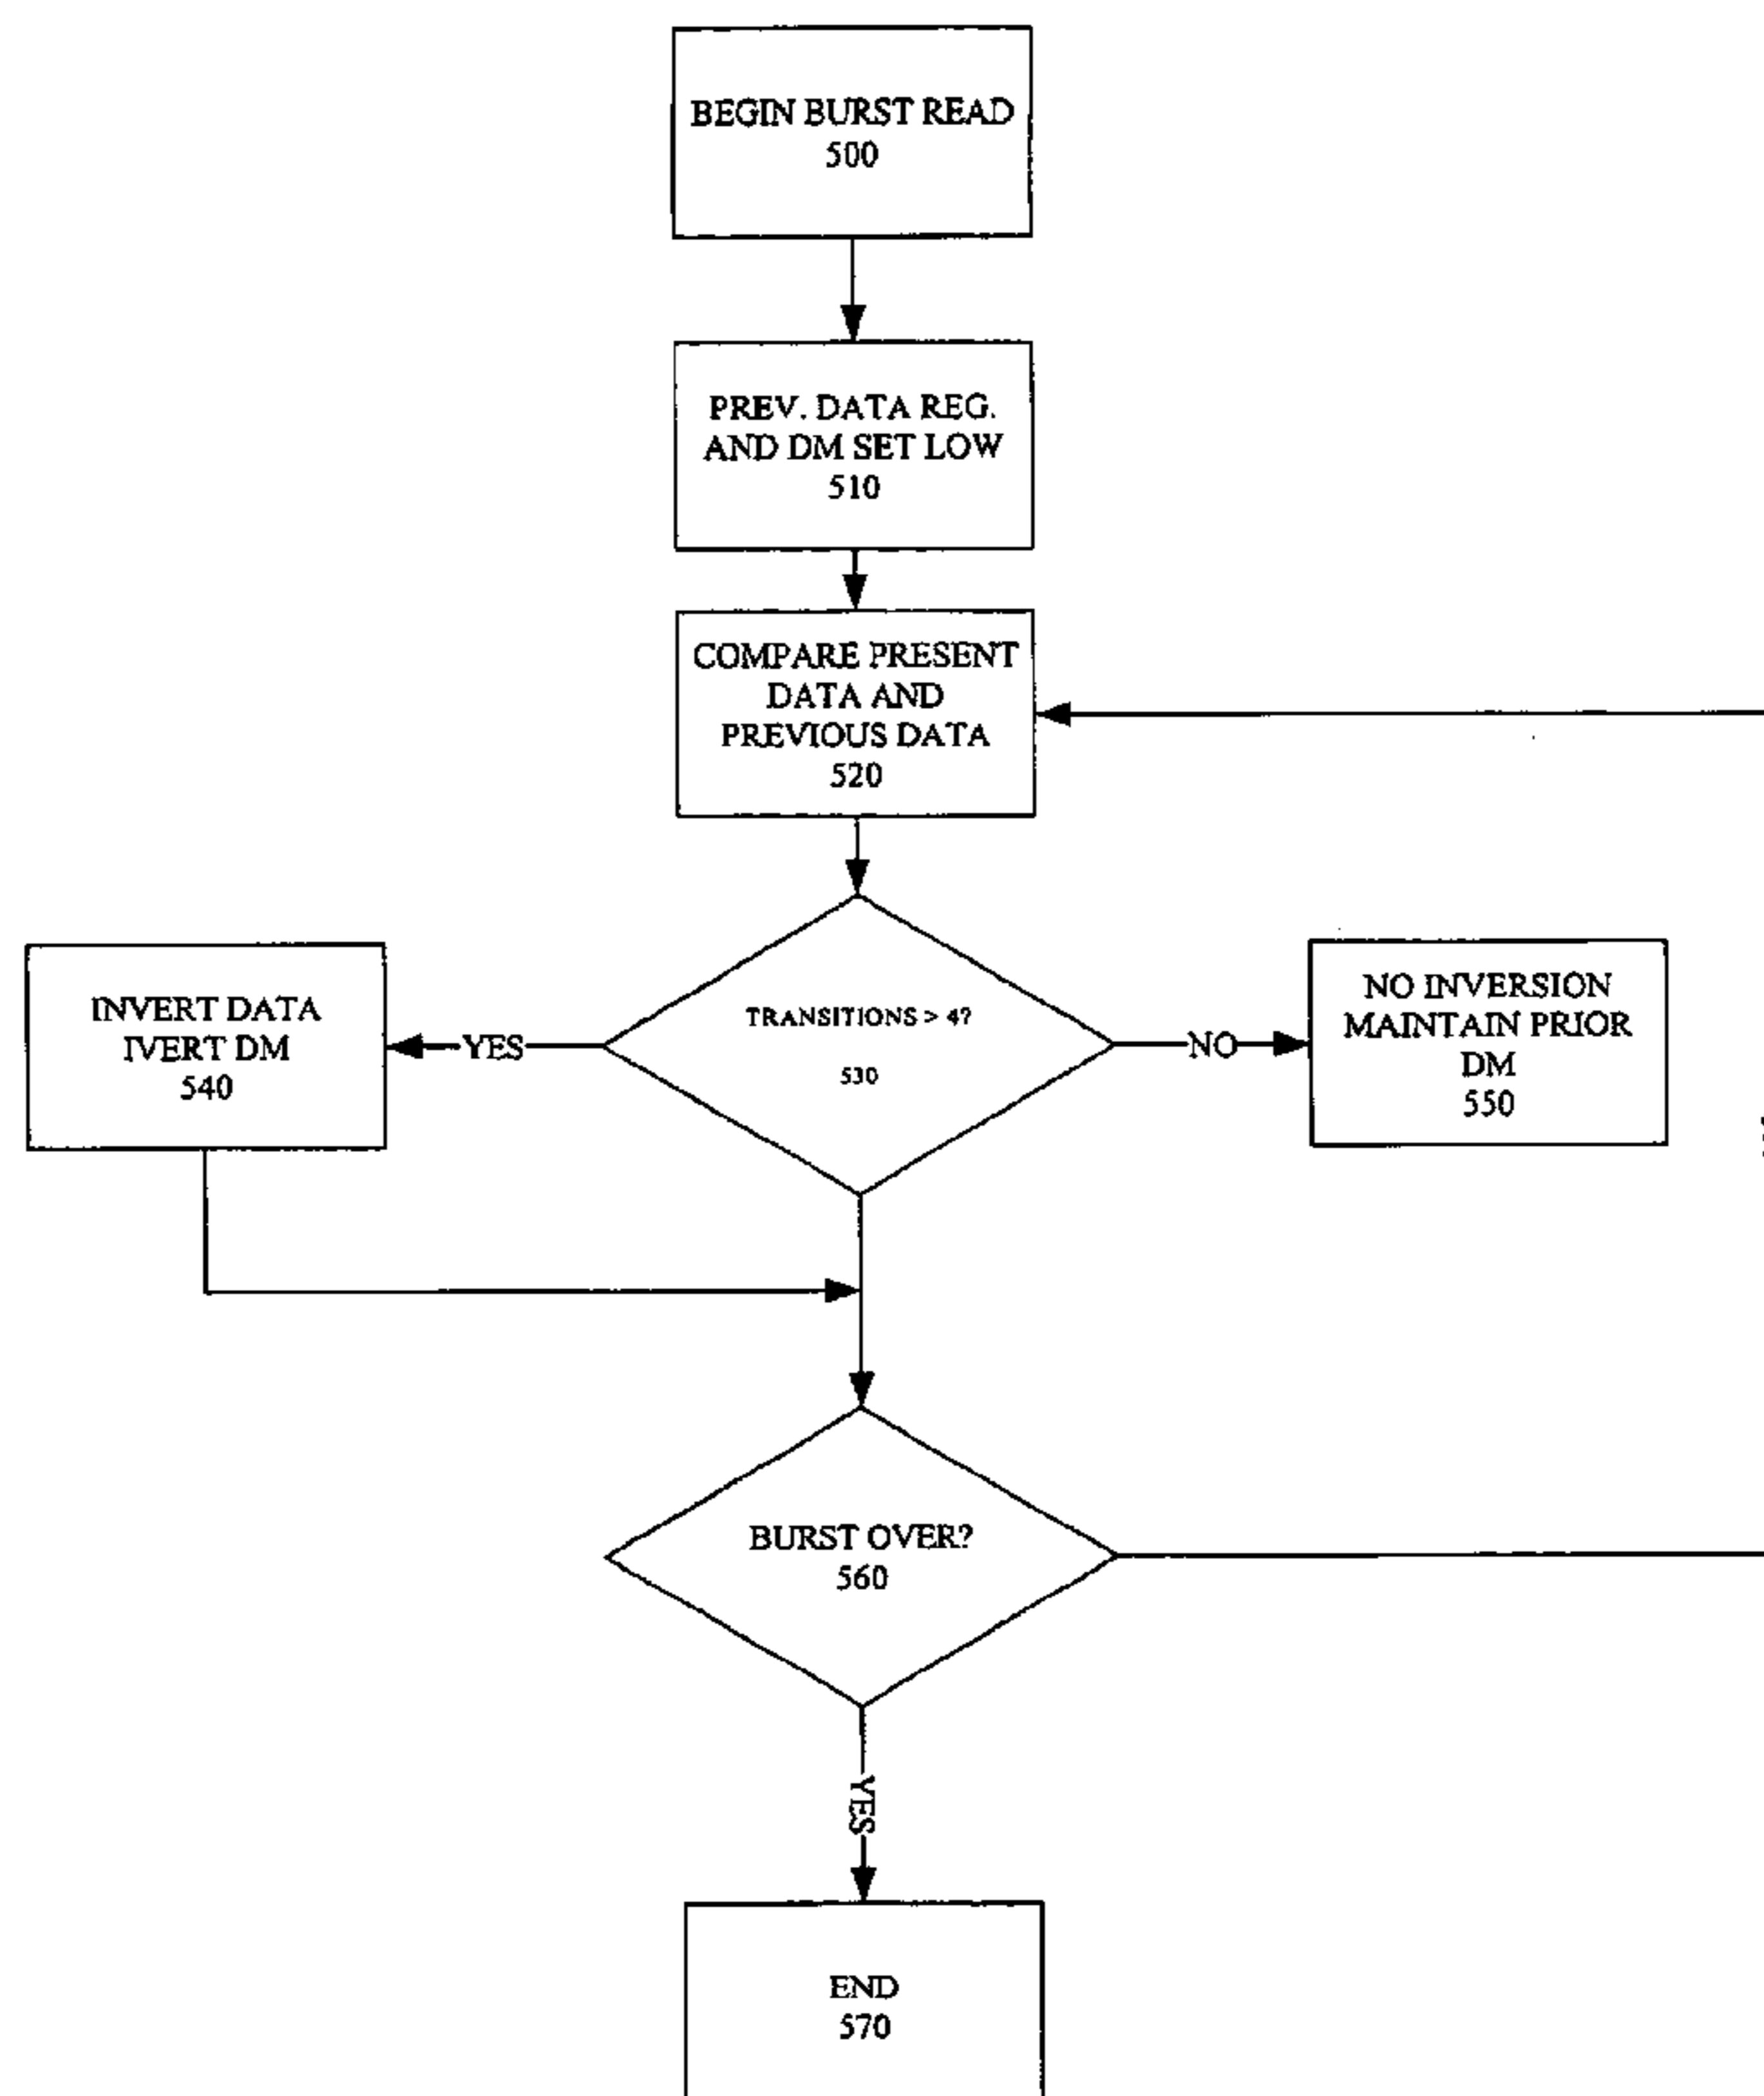 BEGIN BURST READ
500
PREV. DATA REG.
AND DM SET LOW
510
COMPARE PRESENT
DATA AND
PREVIOUS DATA
520
TRANSITIONS > 4?
530
YES
NO
INVERT DATA
IVERT DM
540
NO INVERSION
MAINTAIN PRIOR
DM
550
BURST OVER?
560
YES
END
570